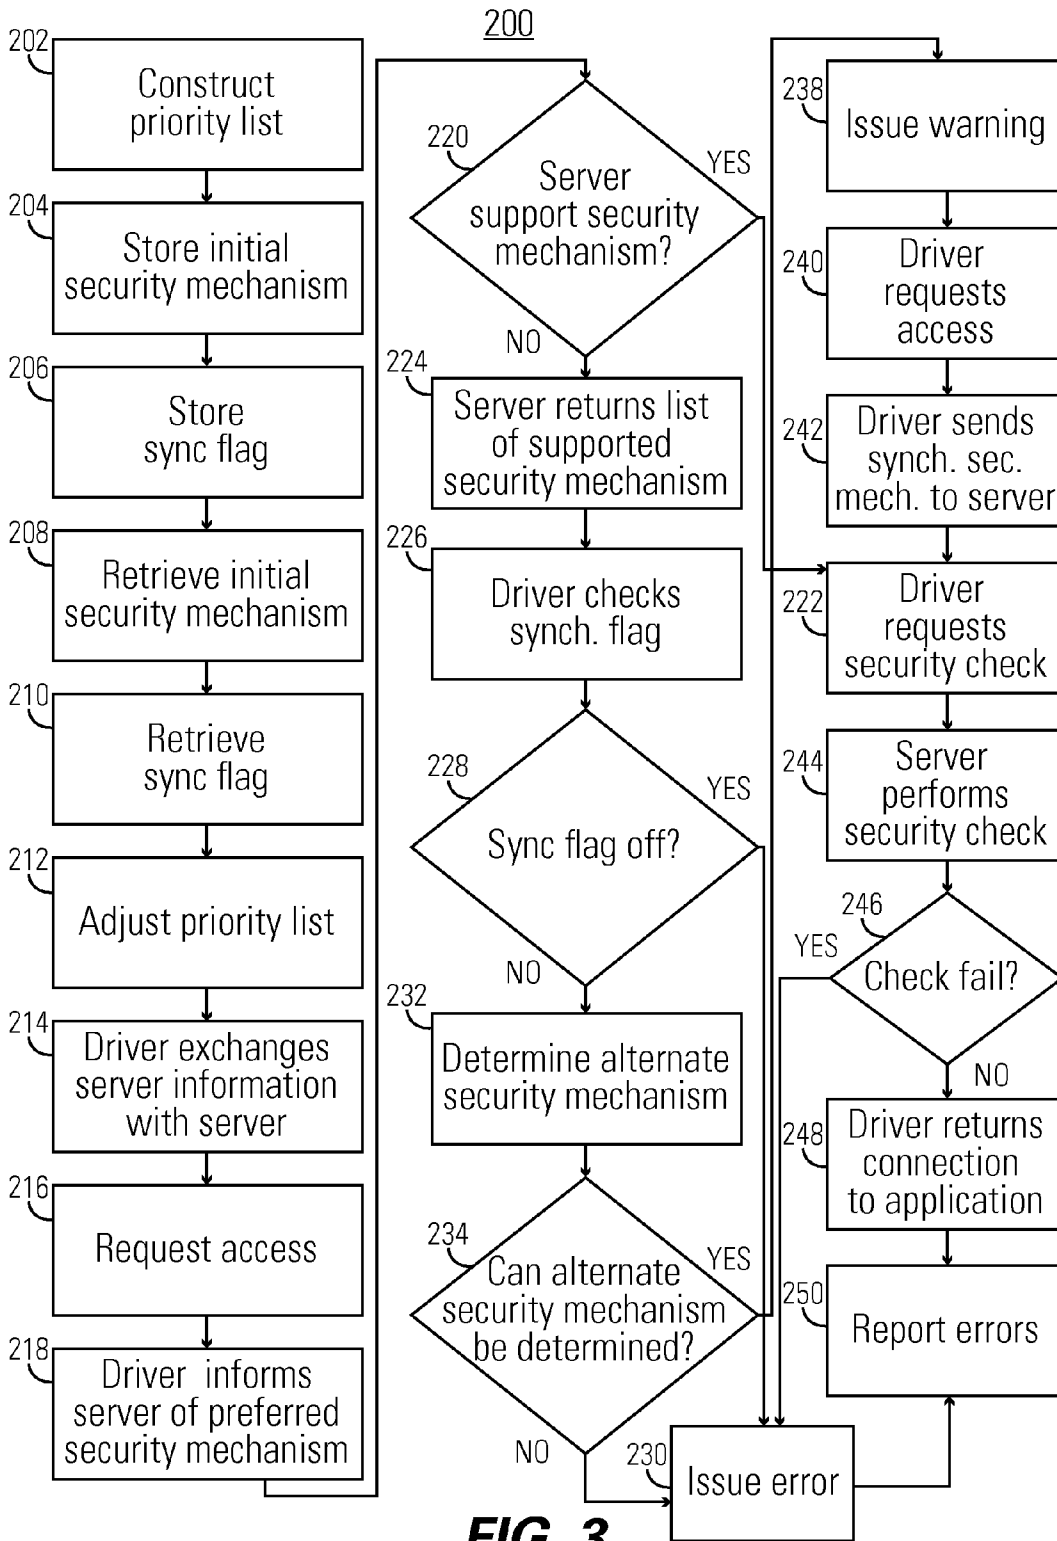 200
202
Construct
priority list
204
Store initial
security mechanism
206
Store
sync flag
208
Retrieve initial
security mechanism
210
Retrieve
sync flag
212
Adjust priority list
214
Driver exchanges
server information
with server
216
Request access
218
Driver informs
server of preferred
security mechanism
220
Server
support security
mechanism?
YES
NO
224
Server returns list
of supported
security mechanism
226
Driver checks
synch. flag
228
Sync flag off?
YES
NO
232
Determine alternate
security mechanism
234
Can alternate
security mechanism
be determined?
YES
NO
230
Issue error
238
Issue warning
240
Driver
requests
access
242
Driver sends
synch. sec.
mech. to server
222
Driver
requests
security check
244
Server
performs
security check
246
Check fail?
YES
NO
248
Driver returns
connection
to application
250
Report errors
FIG. 3